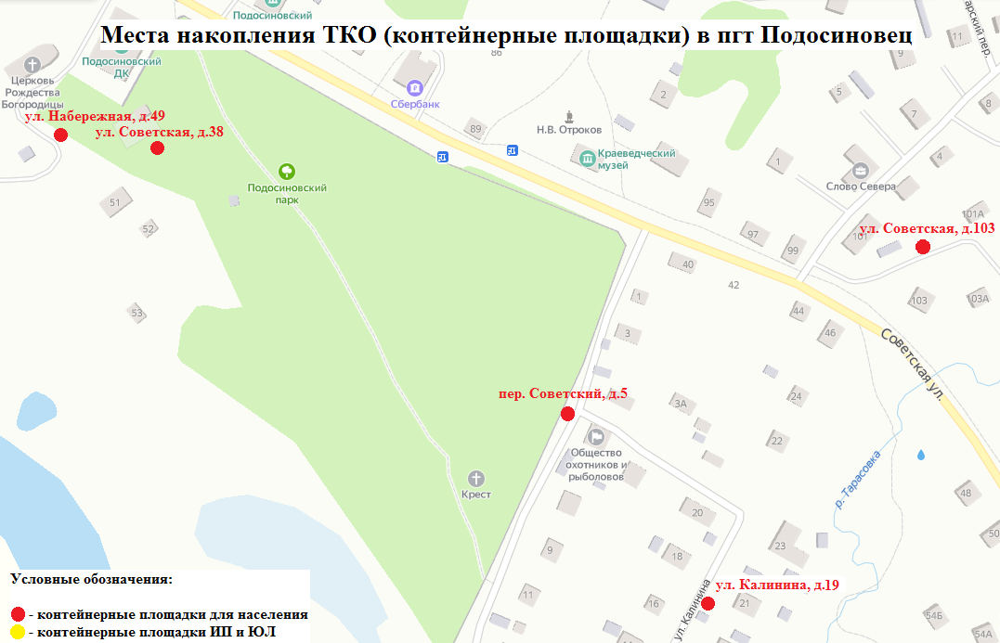 Подосиновский
Места накопления ТКО (контейнерные площадки) в пгт Подосиновец
Подосиновский
ДК
Церковь
Рождества
Богородицы
Сбербанк
86
11
9
арский пер.
ул. Набережная, д.49
ул. Советская, д.38
89
Н.В. Отроков
Краеведческий
музей
2
5
7
8
1
4
Слово Севера
Подосиновский
парк
51
52
53
95
97
99
101
101А
ул. Советская, д.103
103
103А
40
42
44
46
1
3
Советская ул.
пер. Советский, д.5
3А
24
22
Общество
охотников и
рыболовов
Крест
р. Тарасовка
48
50
20
23
18
9
11
16
21
ул. Калинина, д.19
ул. Калинина
54Б
54А
Условные обозначения:
- контейнерные площадки для населения
- контейнерные площадки ИП и ЮЛ